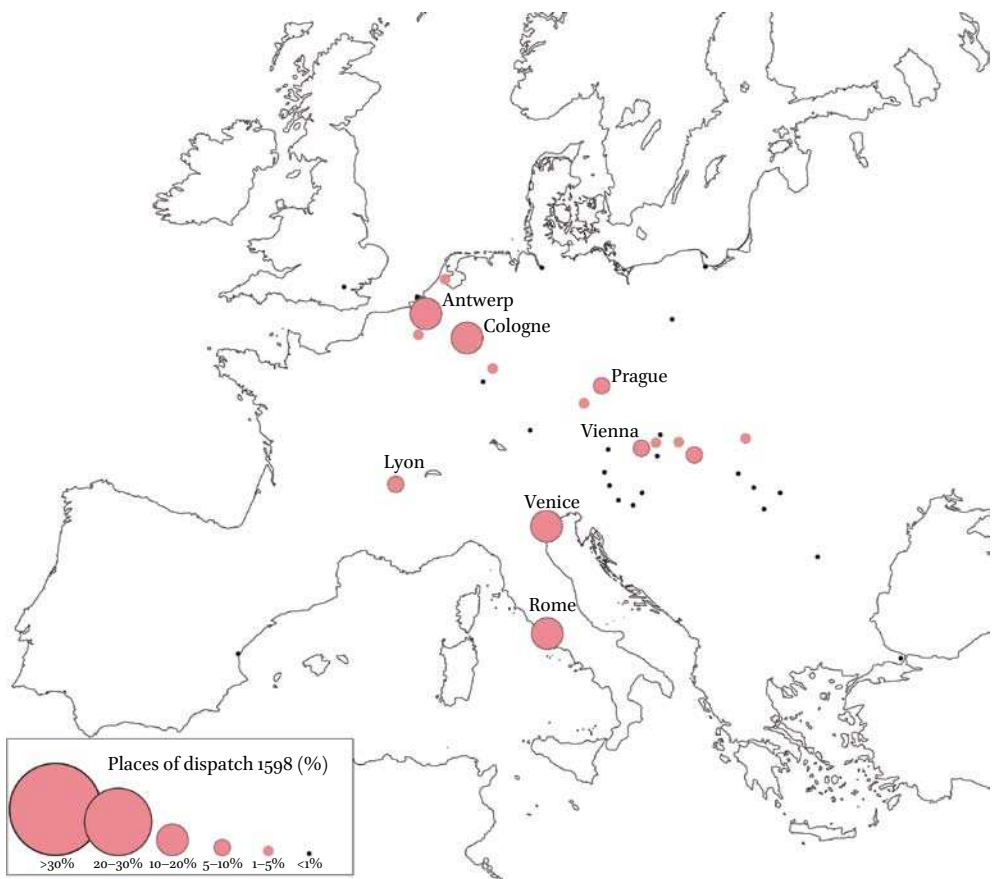 Antwerp
Cologne
Prague
Vienna
Lyon
Venice
Rome
Places of dispatch 1598 (%)
>30% 20–30% 10–20% 5–10% 1–5% <1%